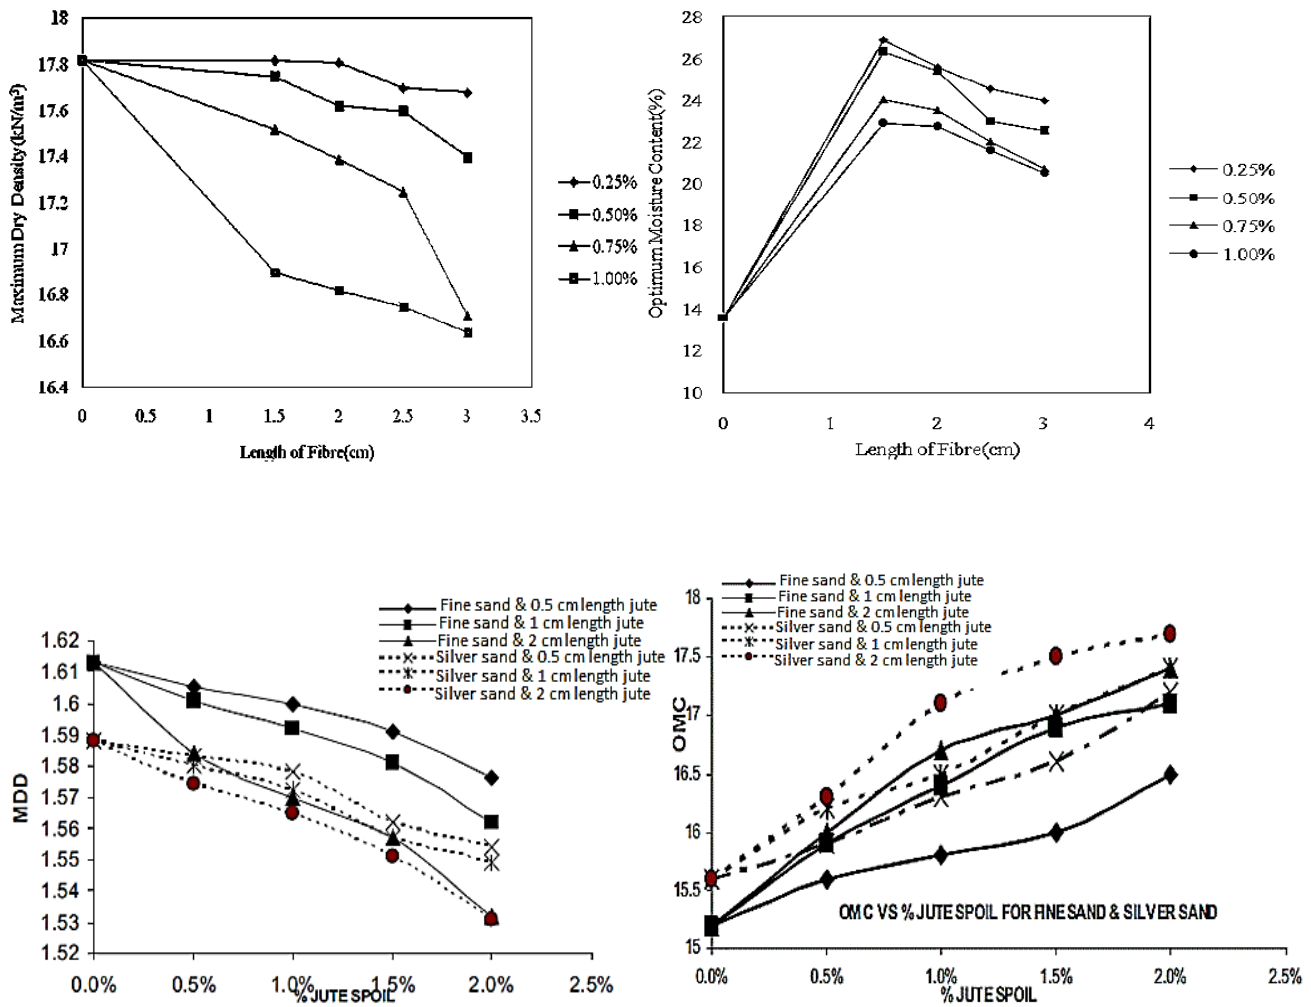 18
17.8
17.6
17.4
17.2
17
16.8
16.6
16.4
0 0.5 1 1.5 2 2.5 3 3.5
Maximum Dry Density(kN/m³)
Length of Fibre(cm)
0.25%
0.50%
0.75%
1.00%
28
26
24
22
20
18
16
14
12
10
0 1 2 3 4
Optimum Moisture Content(%)
Length of Fibre(cm)
0.25%
0.50%
0.75%
1.00%
Fine sand & 0.5 cm length jute
Fine sand & 1 cm length jute
Fine sand & 2 cm length jute
Silver sand & 0.5 cm length jute
Silver sand & 1 cm length jute
Silver sand & 2 cm length jute
1.62
1.61
1.6
1.59
1.58
1.57
1.56
1.55
1.54
1.53
1.52
MDD
0.0% 0.5% 1.0% 1.5% 2.0% 2.5%
% JUTE SPOIL
Fine sand & 0.5 cm length jute
Fine sand & 1 cm length jute
Fine sand & 2 cm length jute
Silver sand & 0.5 cm length jute
Silver sand & 1 cm length jute
Silver sand & 2 cm length jute
18
17.5
17
16.5
16
15.5
15
OMC
OMC VS % JUTE SPOIL FOR FINE SAND & SILVER SAND
0.0% 0.5% 1.0% 1.5% 2.0% 2.5%
% JUTE SPOIL